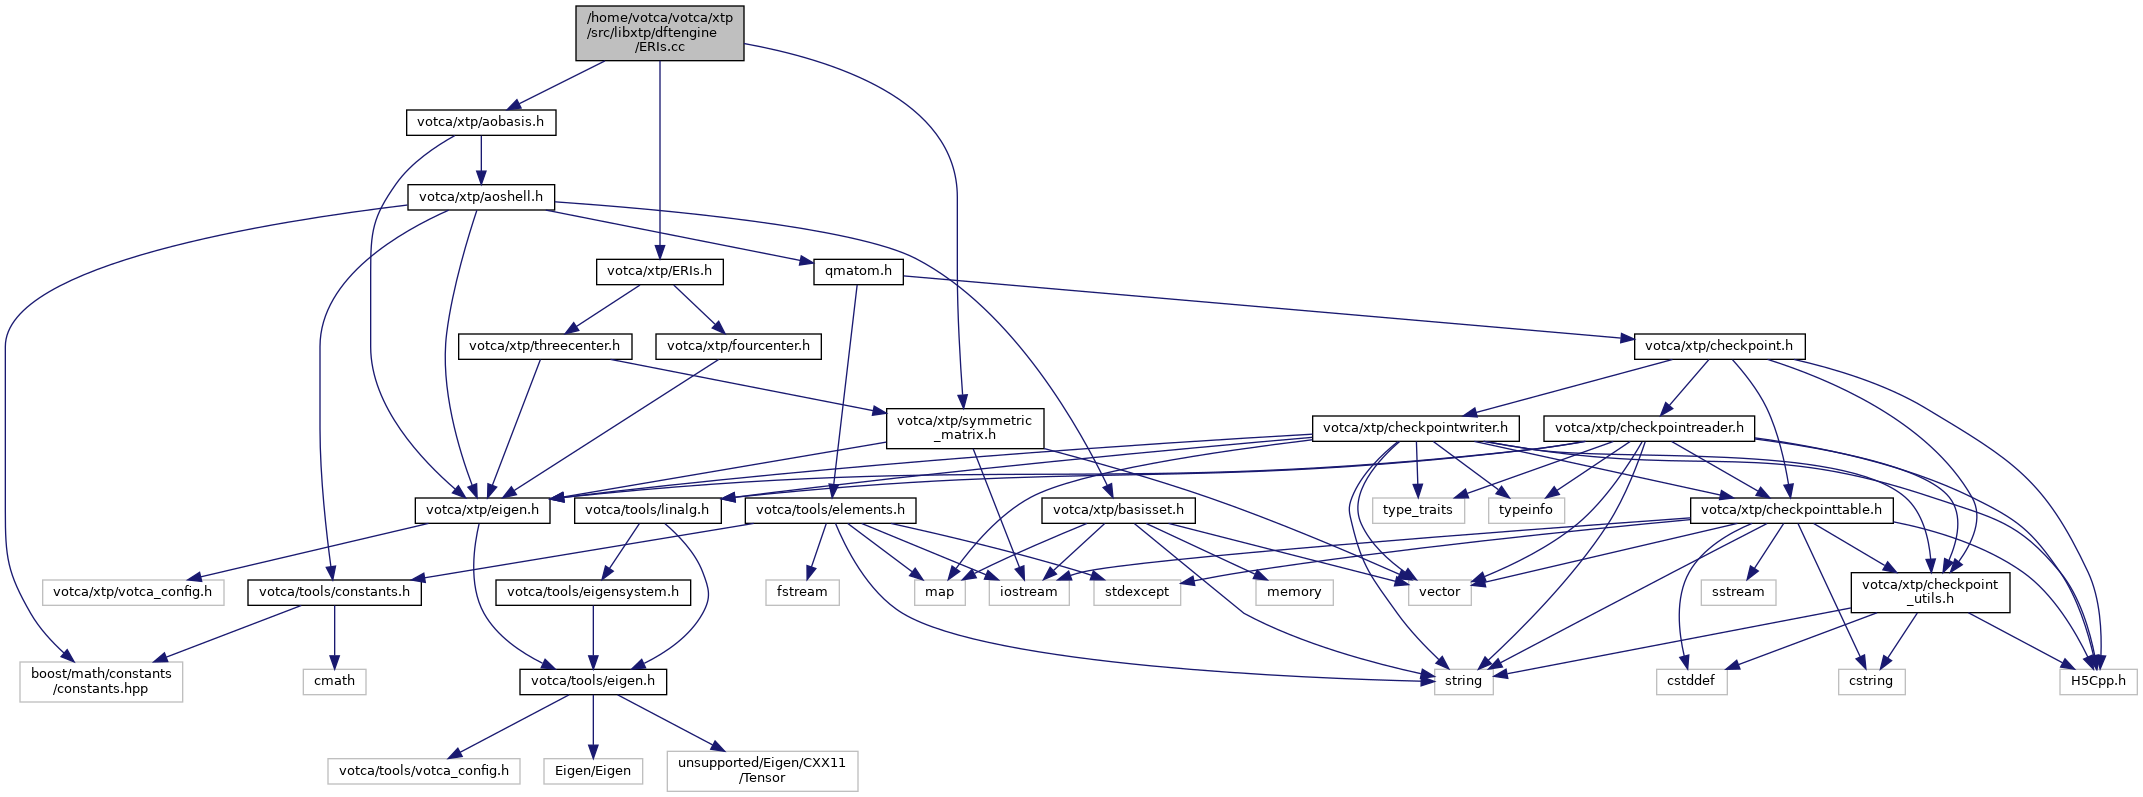 /home/votca/votca/xtp
/src/libxtp/dftengine
/ERIs.cc
votca/xtp/aobasis.h
votca/xtp/aoshell.h
votca/xtp/ERIs.h
qmatom.h
votca/xtp/threecenter.h
votca/xtp/fourcenter.h
votca/xtp/checkpoint.h
votca/xtp/symmetric
_matrix.h
votca/xtp/checkpointwriter.h
votca/xtp/checkpointreader.h
votca/xtp/eigen.h
votca/tools/linalg.h
votca/tools/elements.h
votca/xtp/basisset.h
type_traits
typeinfo
votca/xtp/checkpointtable.h
votca/xtp/votca_config.h
votca/tools/constants.h
votca/tools/eigensystem.h
fstream
map
iostream
stdexcept
memory
vector
sstream
votca/xtp/checkpoint
_utils.h
boost/math/constants
/constants.hpp
cmath
votca/tools/eigen.h
string
cstddef
cstring
H5Cpp.h
votca/tools/votca_config.h
Eigen/Eigen
unsupported/Eigen/CXX11
/Tensor